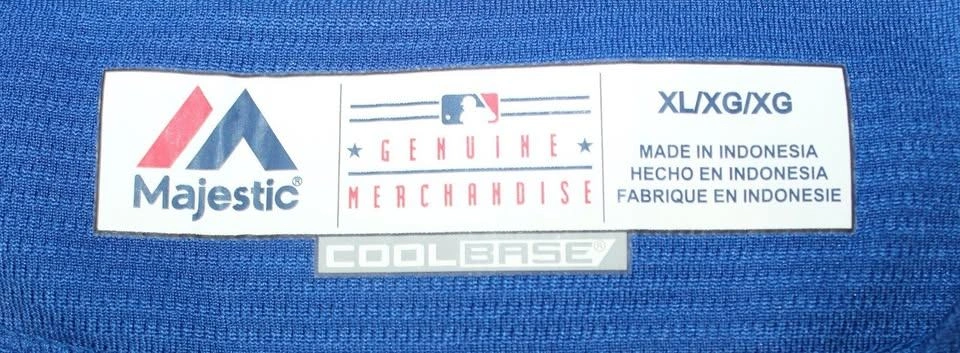 Majestic®
GENUINE
MERCHANDISE
XL/XG/XG
MADE IN INDONESIA
HECHO EN INDONESIA
FABRIQUE EN INDONESIE
COOLBASE®